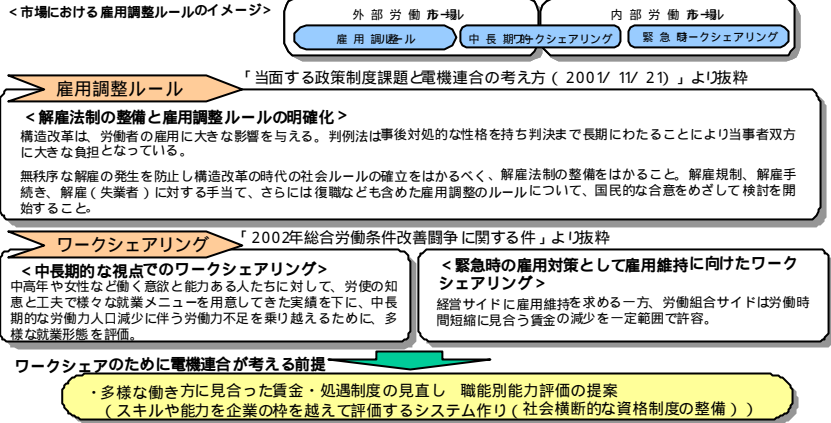 <市場における雇用調整ルールのイメージ>
外部労働市場 内部労働市場
雇用調整ルール 中長期的ワークシェアリング 緊急時ワークシェアリング
雇用調整ルール 「当面する政策制度課題と電機連合の考え方(2001/11/21)」より抜粋
<解雇法制の整備と雇用調整ルールの明確化>
構造改革は、労働者の雇用に大きな影響を与える。判例法は事後対処的な性格を持ち判決まで長期にわたることにより当事者双方
に大きな負担となっている。
無秩序な解雇の発生を防止し構造改革の時代の社会ルールの確立をはかるべく、解雇法制の整備をはかること。解雇規制、解雇手
続き、解雇(失業者)に対する手当て、さらには復職なども含めた雇用調整のルールについて、国民的な合意をめざして検討を開
始すること。
ワークシェアリング 「2002年総合労働条件改善闘争に関する件」より抜粋
<中長期的な視点でのワークシェアリング>
中高年や女性など働く意欲と能力ある人たちに対して、労使の知
恵と工夫で様々な就業メニューを用意してきた実績を下に、中長
期的な労働力人口減少に伴う労働力不足を乗り越えるために、多
様な就業形態を評価。
<緊急時の雇用対策として雇用維持に向けたワーク
シェアリング>
経営サイドに雇用維持を求める一方、労働組合サイドは労働時
間短縮に見合う賃金の減少を一定範囲で許容。
ワークシェアのために電機連合が考える前提
・多様な働き方に見合った賃金・処遇制度の見直し 職能別能力評価の提案
(スキルや能力を企業の枠を越えて評価するシステム作り(社会横断的な資格制度の整備))